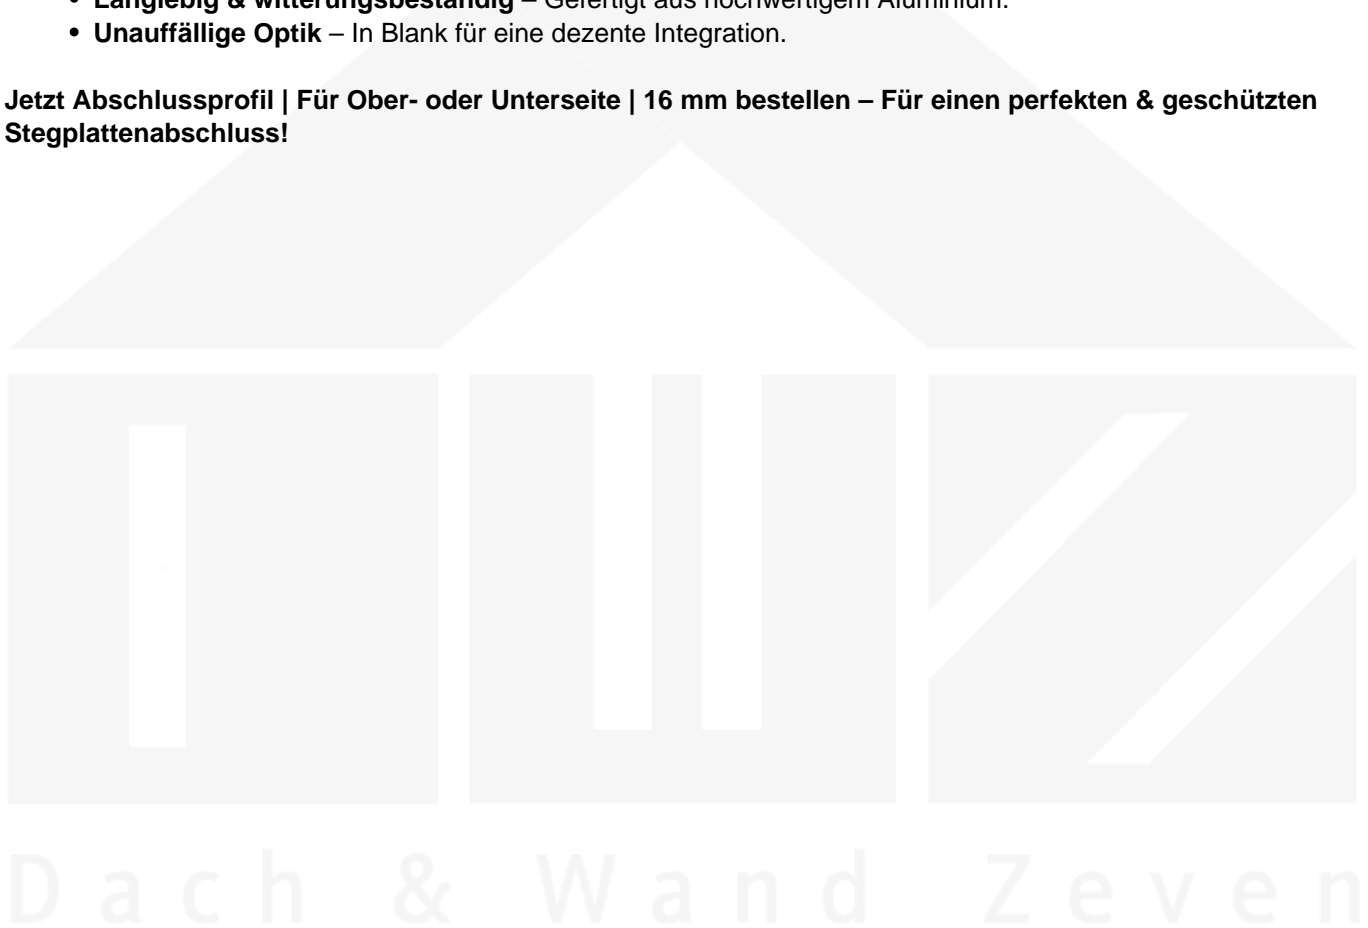 • Langlebig & witterungsbeständig – Gefertigt aus hochwertigem Aluminium.
• Unauffällige Optik – In Blank für eine dezente Integration.
Jetzt Abschlussprofil | Für Ober- oder Unterseite | 16 mm bestellen – Für einen perfekten & geschützten
Stegplattenabschluss!
Dach & Wand Zeven